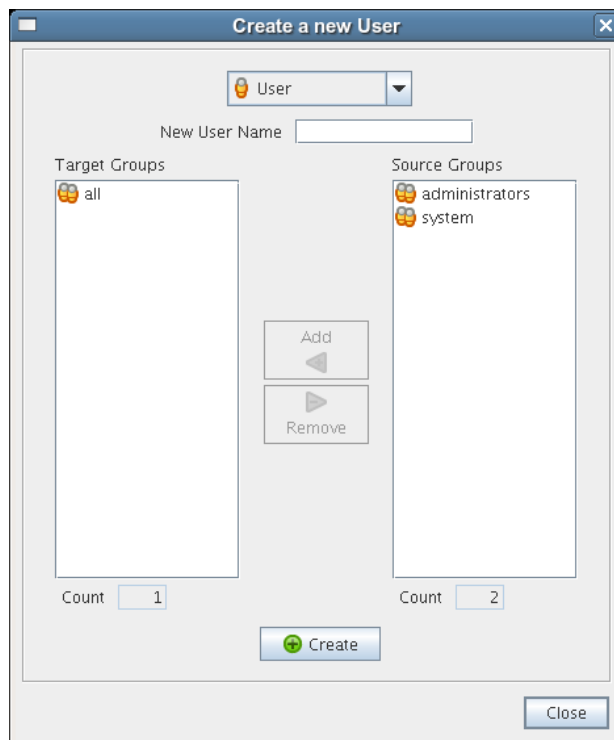 Create a new User
User
New User Name
Target Groups
Source Groups
all
administrators
system
Add
Remove
Count 1
Count 2
Create
Close